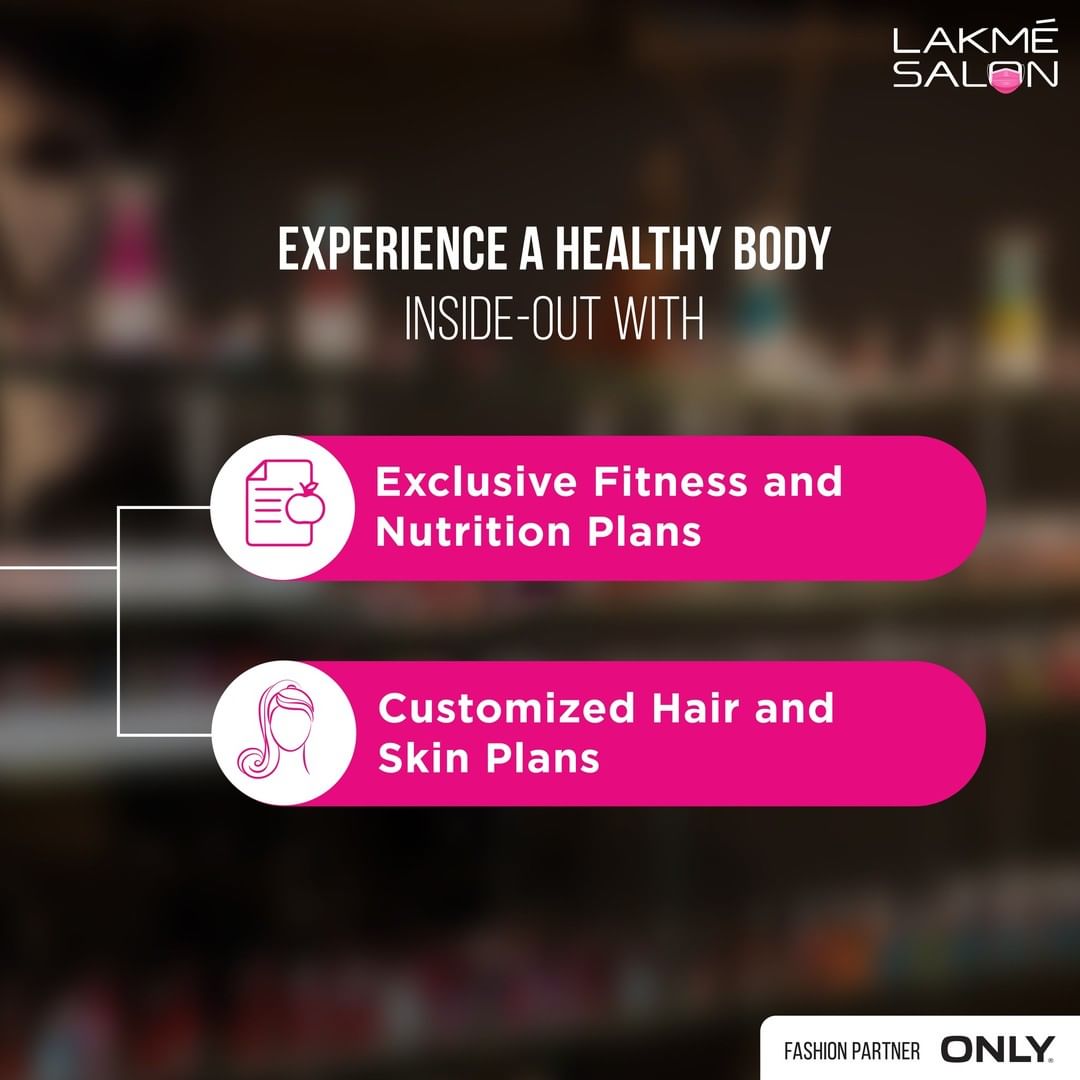 LAKMÉ
SALON
EXPERIENCE A HEALTHY BODY
INSIDE-OUT WITH
Exclusive Fitness and
Nutrition Plans
Customized Hair and
Skin Plans
FASHION PARTNER ONLY®